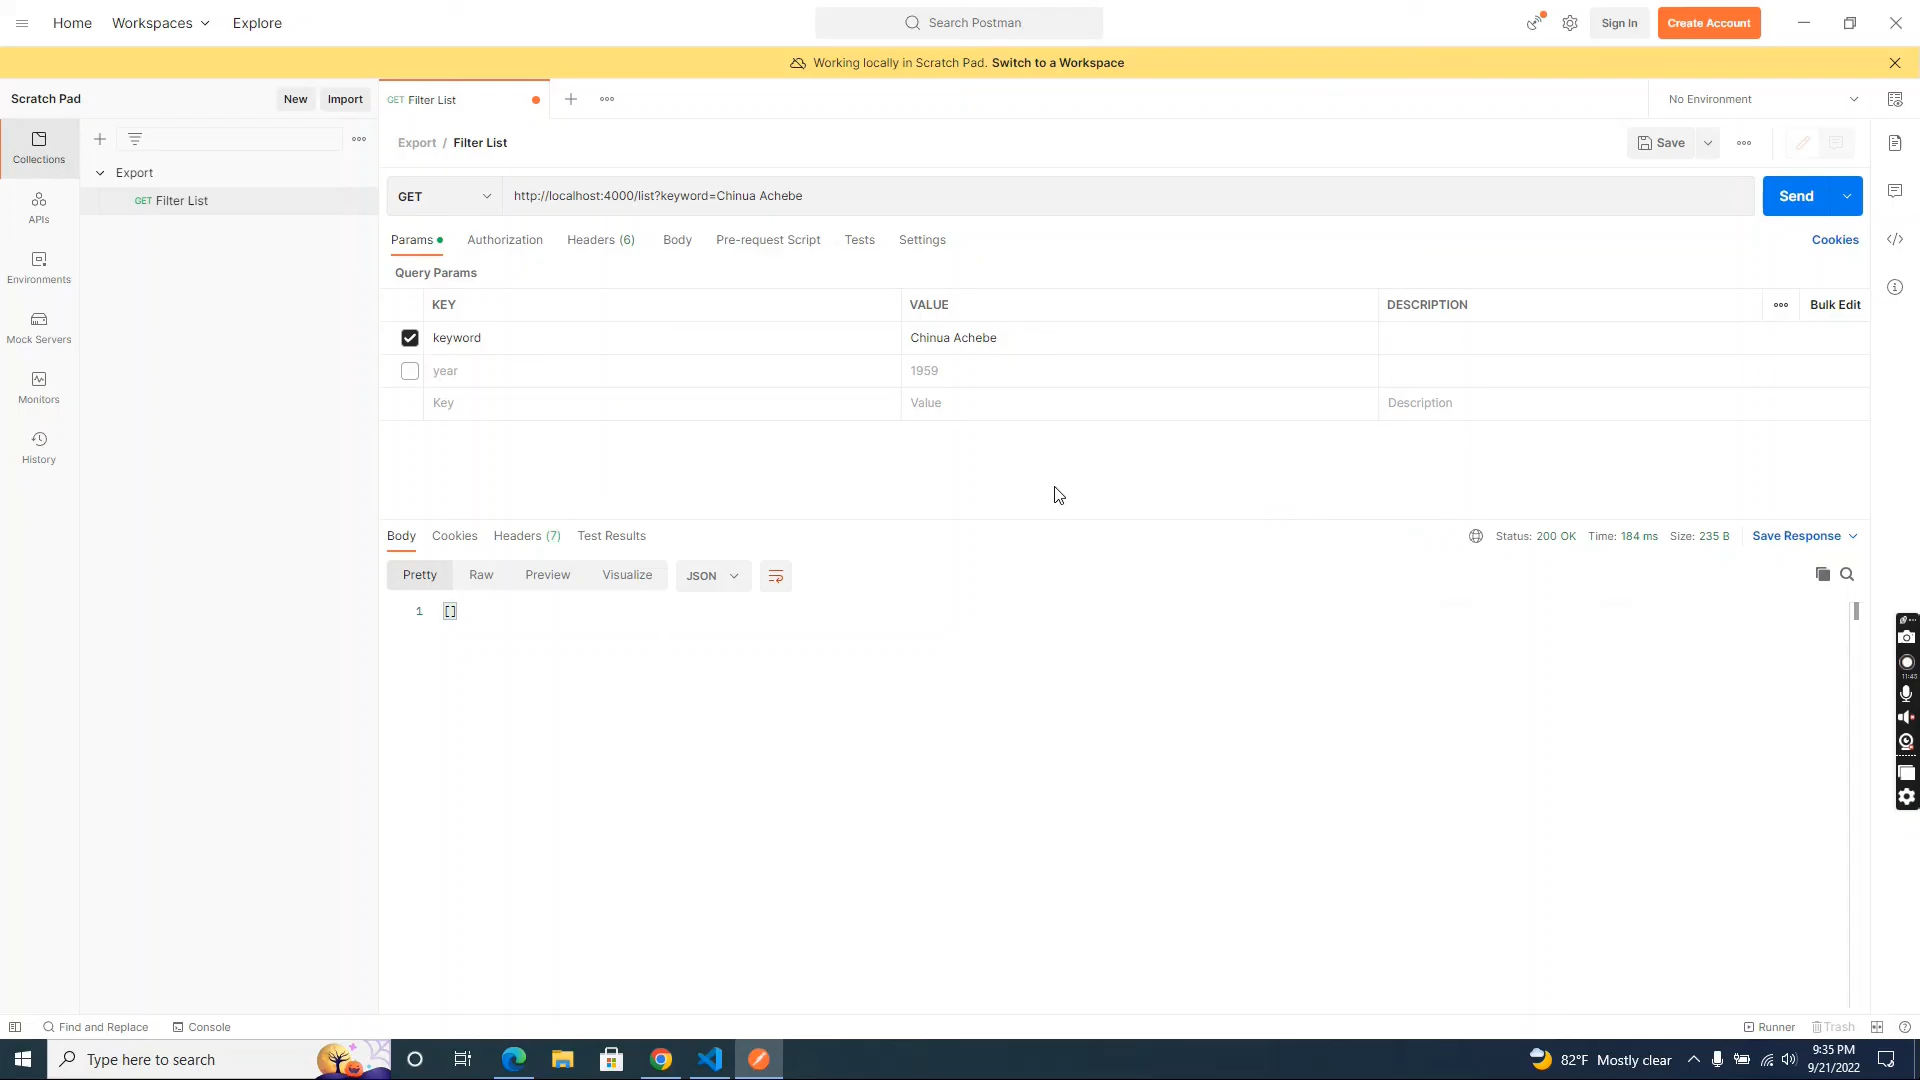 Home Workspaces Explore Search Postman Sign In Create Account
Working locally in Scratch Pad. Switch to a Workspace
Scratch Pad New Import GET Filter List No Environment
Collections
APIs
Environments
Mock Servers
Monitors
History
Export
GET Filter List
Export / Filter List Save
GET http://localhost:4000/list?keyword=Chinua Achebe Send
Params Authorization Headers (6) Body Pre-request Script Tests Settings Cookies
Query Params
KEY VALUE DESCRIPTION Bulk Edit
keyword Chinua Achebe
year 1959
Key Value Description
Body Cookies Headers (7) Test Results Status: 200 OK Time: 184 ms Size: 235 B Save Response
Pretty Raw Preview Visualize JSON
1 []
11:45
Find and Replace Console Runner Trash
Type here to search 82°F Mostly clear 9:35 PM
9/21/2022